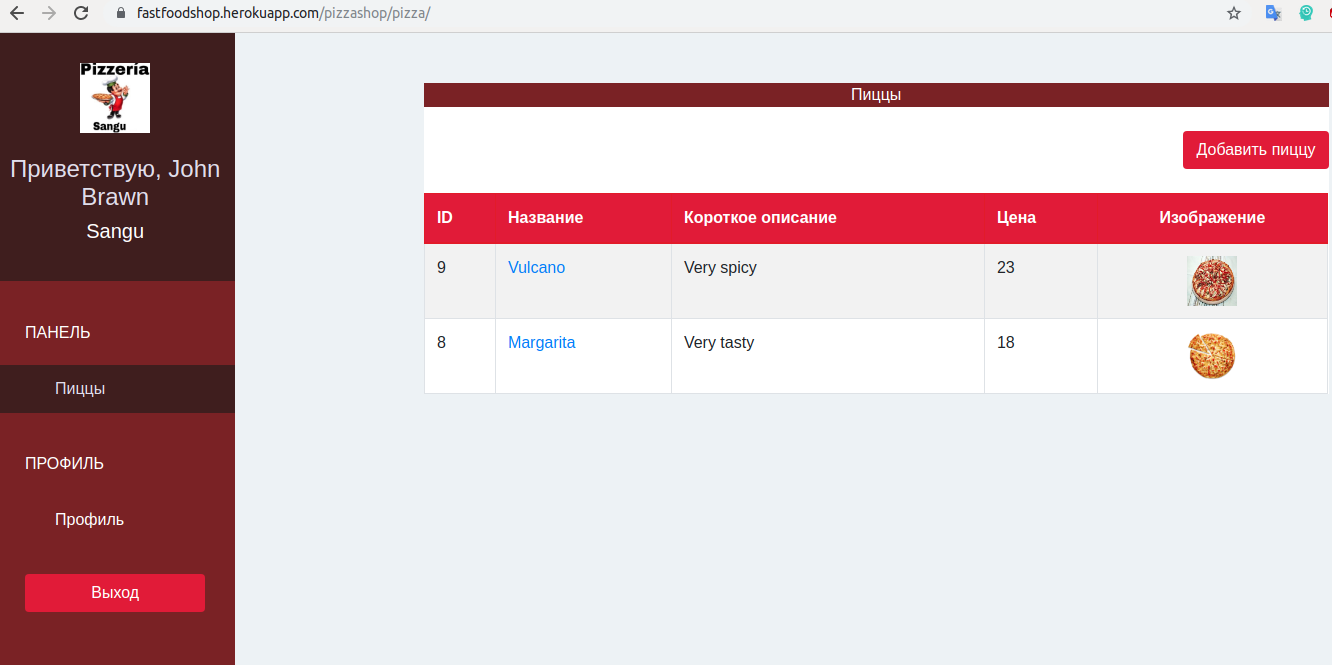 fastfoodshop.herokuapp.com/pizzashop/pizza/
Pizzeria
Sangu
Приветствую, John
Brawn
Sangu
ПАНЕЛЬ
Пиццы
ПРОФИЛЬ
Профиль
Выход
Пиццы
Добавить пиццу
ID Название Короткое описание Цена Изображение
9 Vulcano Very spicy 23
8 Margarita Very tasty 18